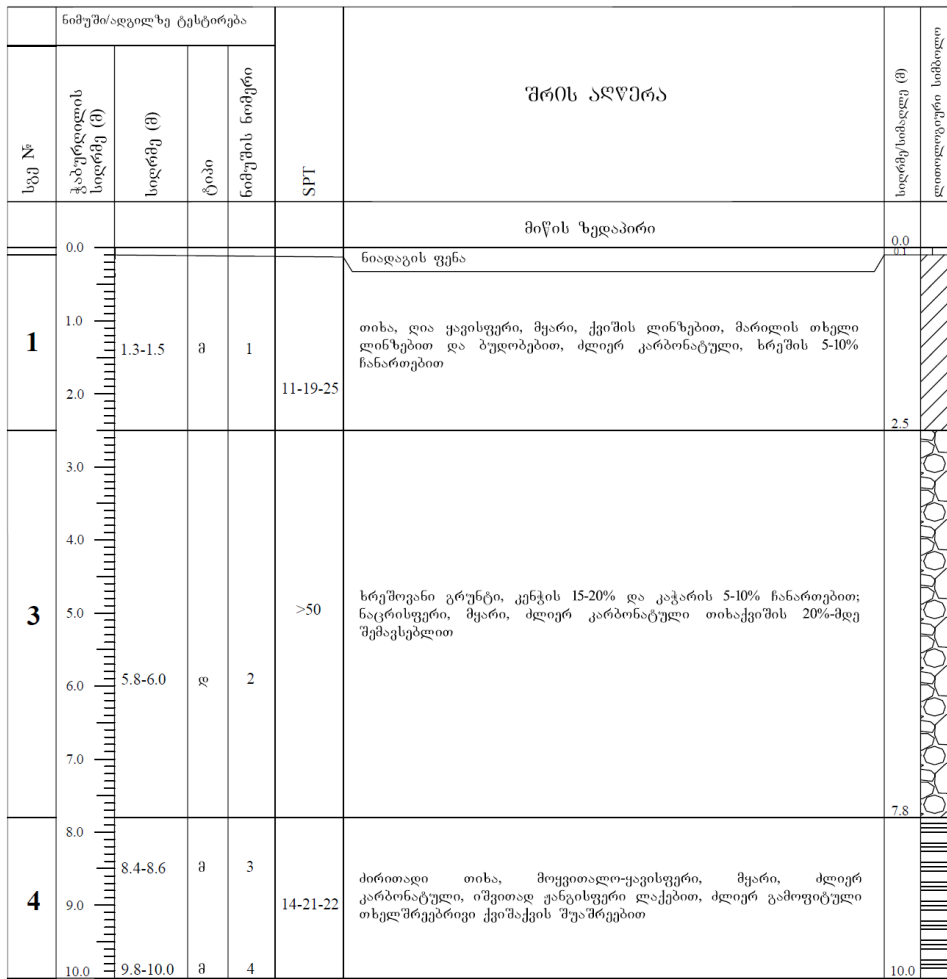 ნიმუში/ადგილზე ტესტირება
სგე №
ჭაბურღილის
სიღრმე (მ)
სიღრმე (მ)
ტიპი
ნიმუშის ნომერი
SPT
შრის აღწერა
სიღრმე/სიმაღლე (მ)
ლითოლოგიური სიმბოლო
მიწის ზედაპირი
0.0
0.0
0.1
ნიადაგის ფენა
1
1.0
1.3-1.5
მ
1
11-19-25
თიხა, ღია ყავისფერი, მყარი, ქვიშის ლინზებით, მარილის თხელი
ლინზებით და ბუდობებით, ძლიერ კარბონატული, ხრეშის 5-10%
ჩანართებით
2.0
2.5
3
3.0
4.0
5.0
>50
ხრეშოვანი გრუნტი, კენჭის 15-20% და კაჭარის 5-10% ჩანართებით;
ნაცრისფერი, მყარი, ძლიერ კარბონატული თიხაქვიშის 20%-მდე
შემავსებლით
5.8-6.0
დ
2
6.0
7.0
7.8
4
8.0
8.4-8.6
მ
3
9.0
14-21-22
ძირითადი თიხა, მოყვითალო-ყავისფერი, მყარი, ძლიერ
კარბონატული, იშვითად ჟანგისფერი ლაქებით, ძლიერ გამოფიტული
თხელშრეებრივი ქვიშაქვის შუაშრეებით
10.0
9.8-10.0
მ
4
10.0